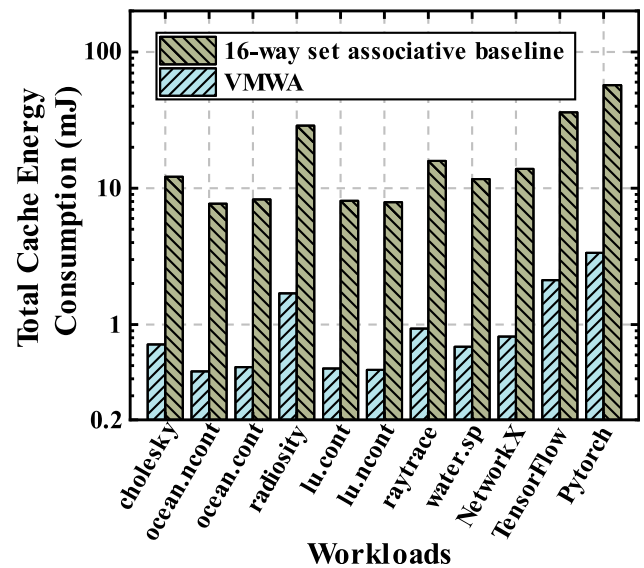 Total Cache Energy
Consumption (mJ)
100
10
1
0.2
16-way set associative baseline
VMWA
cholesky
ocean.ncont
ocean.cont
radiosity
lu.cont
lu.ncont
raytrace
water.sp
NetworkX
TensorFlow
Pytorch
Workloads